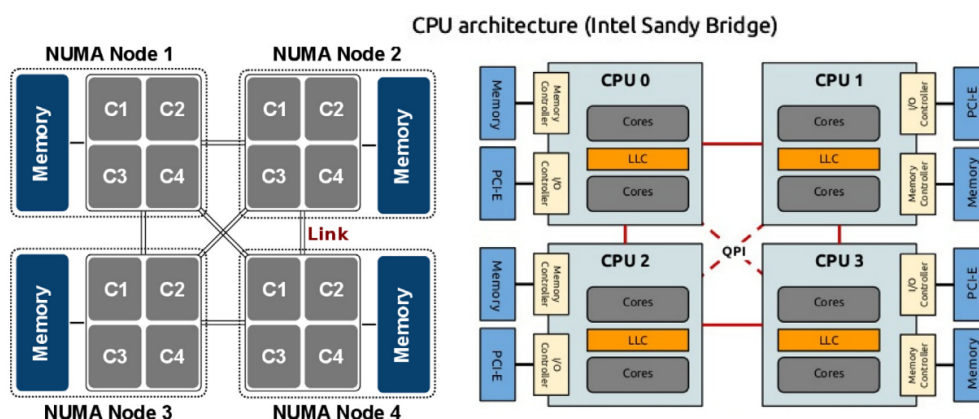 CPU architecture (Intel Sandy Bridge)
NUMA Node 1
NUMA Node 2
Memory
C1 C2
C3 C4
C1 C2
C3 C4
Memory
Link
Memory
C1 C2
C3 C4
C1 C2
C3 C4
Memory
NUMA Node 3
NUMA Node 4
CPU 0
Memory
Memory
Controller
PCI-E
I/O
Controller
Cores
LLC
Cores
CPU 1
Cores
LLC
Cores
I/O
Controller
PCI-E
Memory
Controller
Memory
QPI
CPU 2
Memory
Memory
Controller
PCI-E
I/O
Controller
Cores
LLC
Cores
CPU 3
Cores
LLC
Cores
I/O
Controller
PCI-E
Memory
Controller
Memory